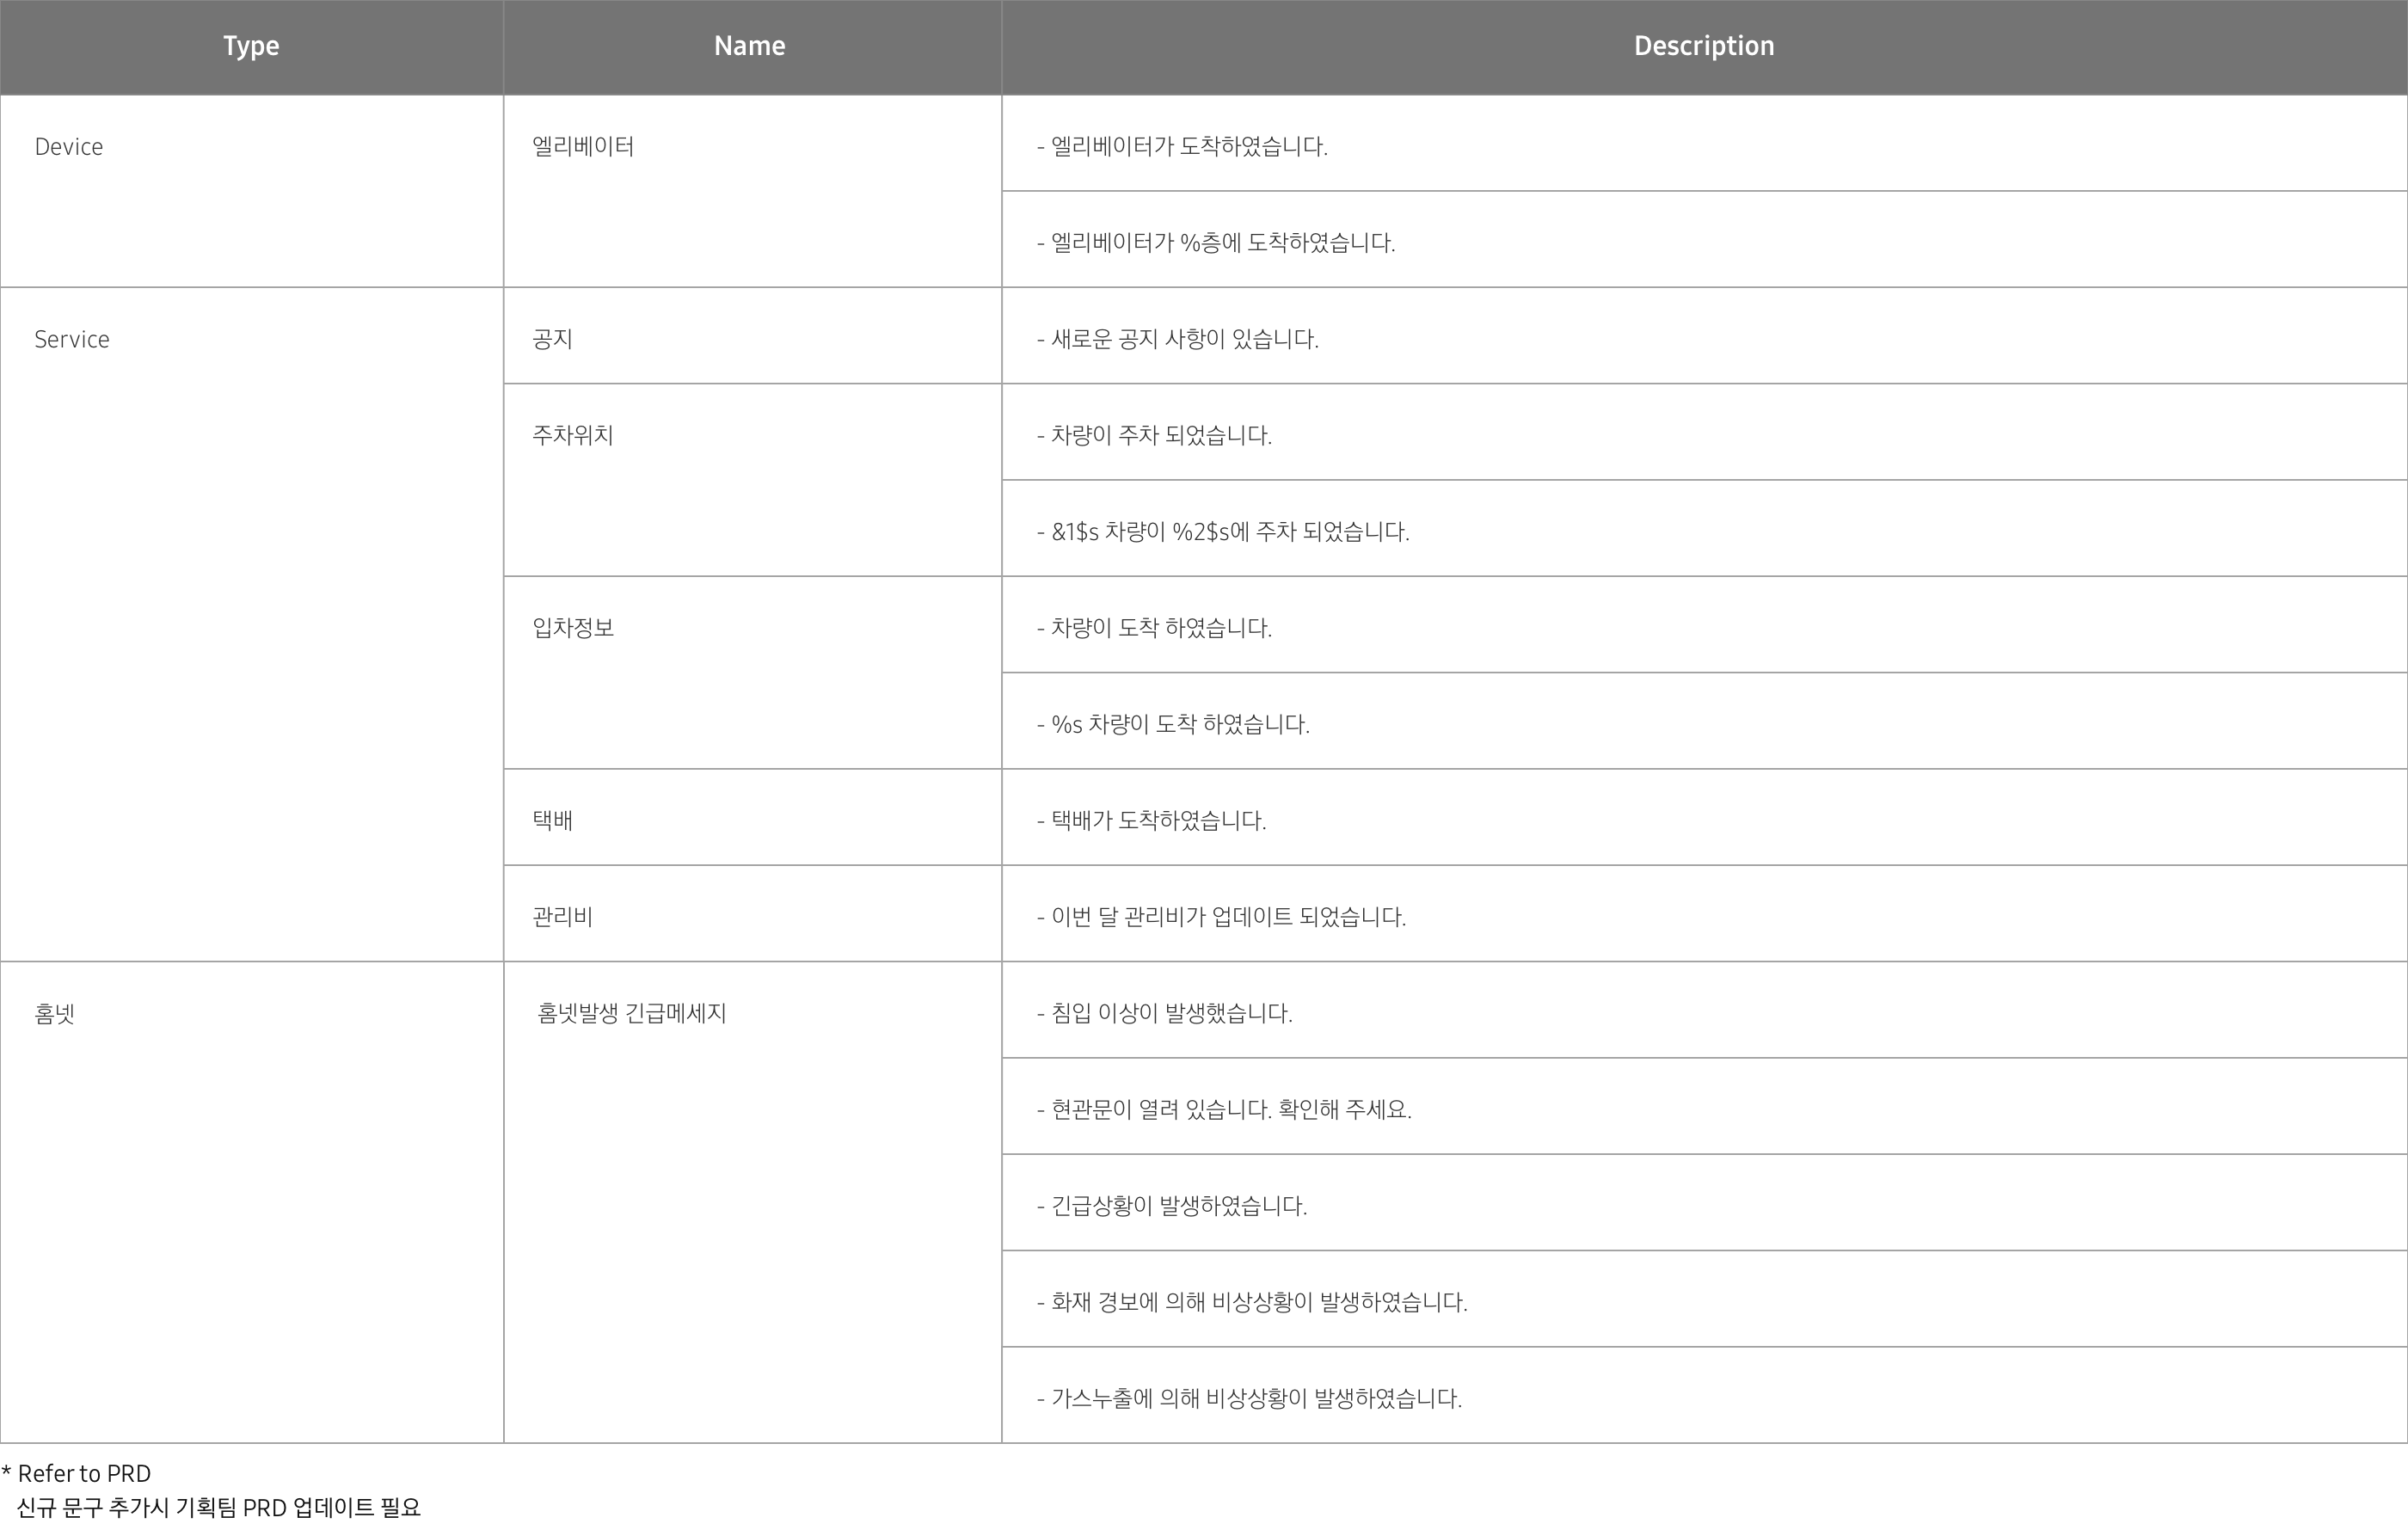 Type Name Description
Device 엘리베이터 - 엘리베이터가 도착하였습니다.
- 엘리베이터가 %층에 도착하였습니다.
Service 공지 - 새로운 공지 사항이 있습니다.
주차위치 - 차량이 주차 되었습니다.
- &1$s 차량이 %2$s에 주차 되었습니다.
입차정보 - 차량이 도착 하였습니다.
- %s 차량이 도착 하였습니다.
택배 - 택배가 도착하였습니다.
관리비 - 이번 달 관리비가 업데이트 되었습니다.
홈넷 홈넷발생 긴급메세지 - 침입 이상이 발생했습니다.
- 현관문이 열려 있습니다. 확인해 주세요.
- 긴급상황이 발생하였습니다.
- 화재 경보에 의해 비상상황이 발생하였습니다.
- 가스누출에 의해 비상상황이 발생하였습니다.
* Refer to PRD
신규 문구 추가시 기획팀 PRD 업데이트 필요